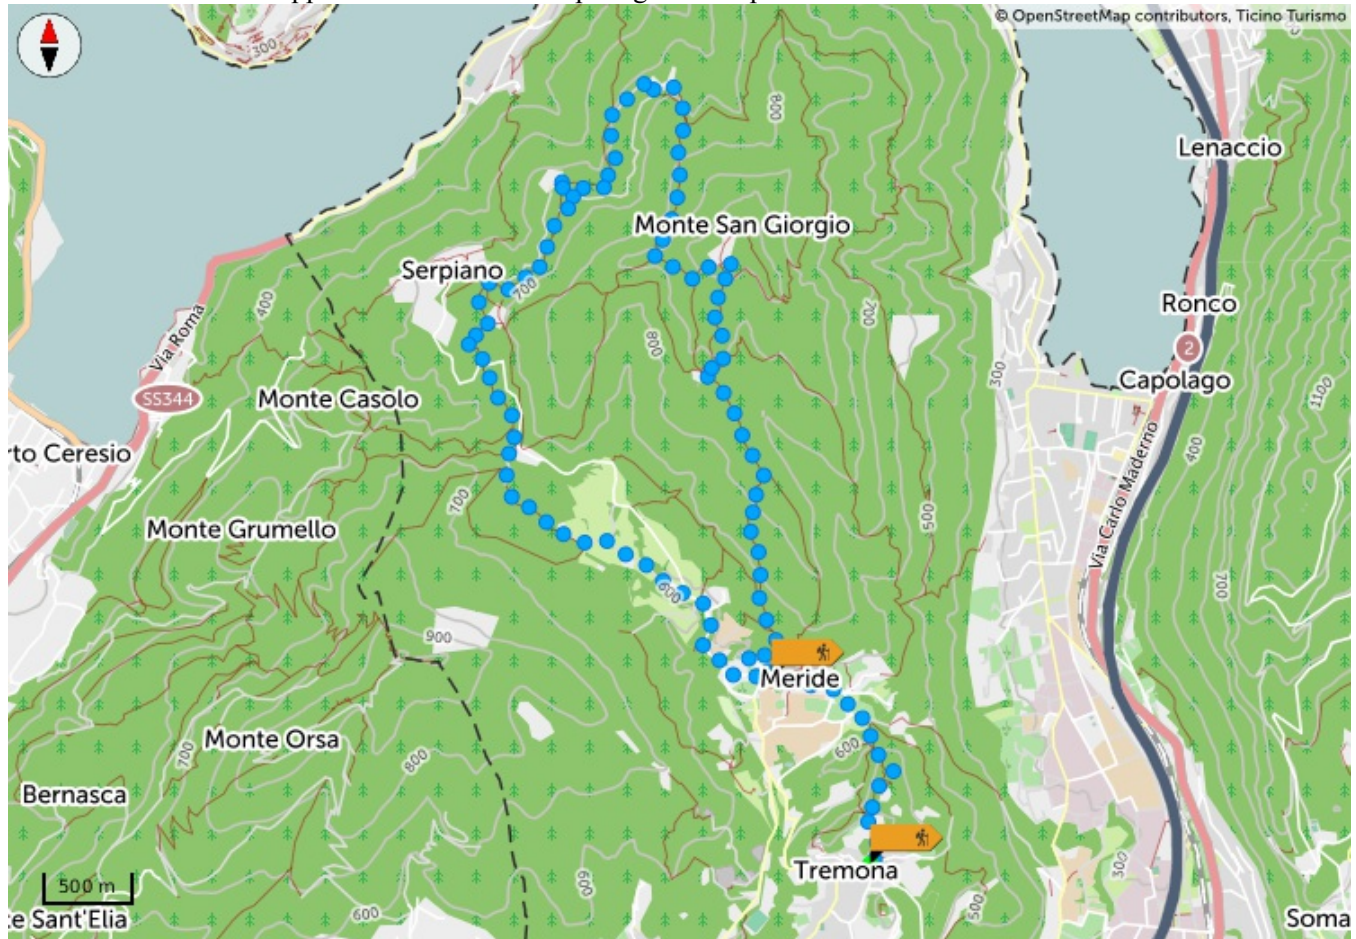 © OpenStreetMap contributors, Ticino Turismo
300
800
Lenaccio
Monte San Giorgio
Serpiano
700
400
Ronco
700
2
Via Roma
800
300
Capolago
SS344
Monte Casolo
1100
400
rto Ceresio
Via Carlo Maderno
700
500
Monte Grumello
700
600
900
Meride
600
Monte Orsa
700
800
Bernasca
300
Tremona
600
500 m
500
600
te Sant'Elia
Soma